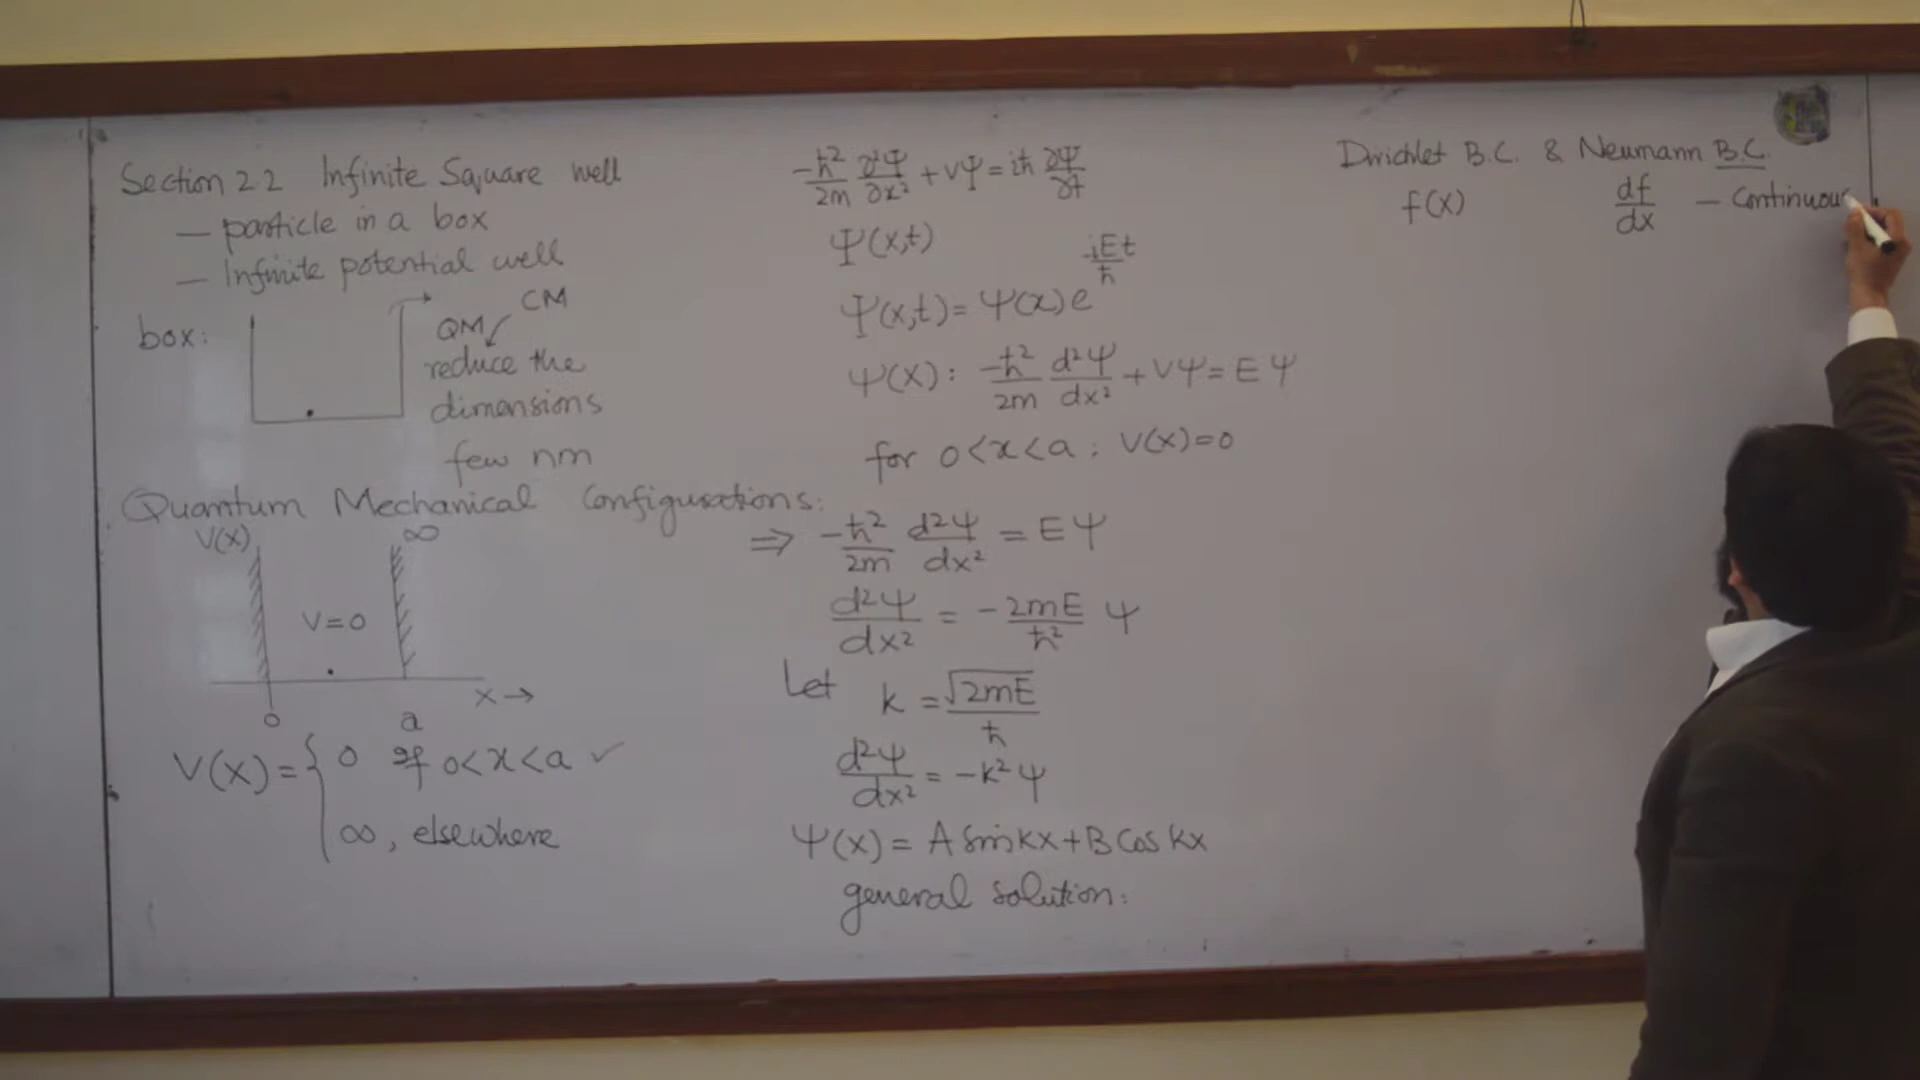 Section 2.2 Infinite Square well
— particle in a box
— Infinite potential well
box:
CM
QM
reduce the
dimensions
few nm
Quantum Mechanical Configurations:
V(x) ∞
V=0
x →
0 a
V(x) = { 0 if 0<x<a ✓
∞, elsewhere
-ħ²/2m ∂²Ψ/∂x² + VΨ = iħ ∂Ψ/∂t
Ψ(x,t)
Ψ(x,t) = ψ(x) e^(-iEt/ħ)
ψ(x): -ħ²/2m d²ψ/dx² + Vψ = Eψ
for 0<x<a; V(x)=0
⇒ -ħ²/2m d²ψ/dx² = Eψ
d²ψ/dx² = -2mE/ħ² ψ
Let k = √2mE/ħ
d²ψ/dx² = -k²ψ
ψ(x) = A sin kx + B Cos kx
general solution:
Dirichlet B.C. & Neumann B.C.
f(x) df/dx — Continuous